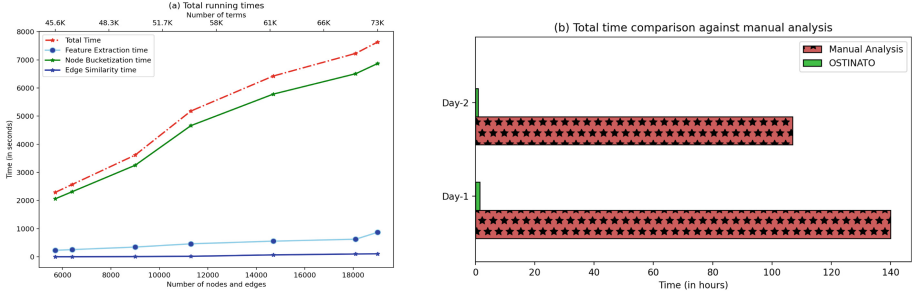 (a) Total running times
Number of terms
45.6K 48.3K 51.7K 58K 61K 66K 73K
8000
7000
6000
5000
4000
3000
2000
1000
0
Time (in seconds)
Total Time
Feature Extraction time
Node Bucketization time
Edge Similarity time
6000 8000 10000 12000 14000 16000 18000
Number of nodes and edges
(b) Total time comparison against manual analysis
Manual Analysis
OSTINATO
Day-2
Day-1
0 20 40 60 80 100 120 140
Time (in hours)